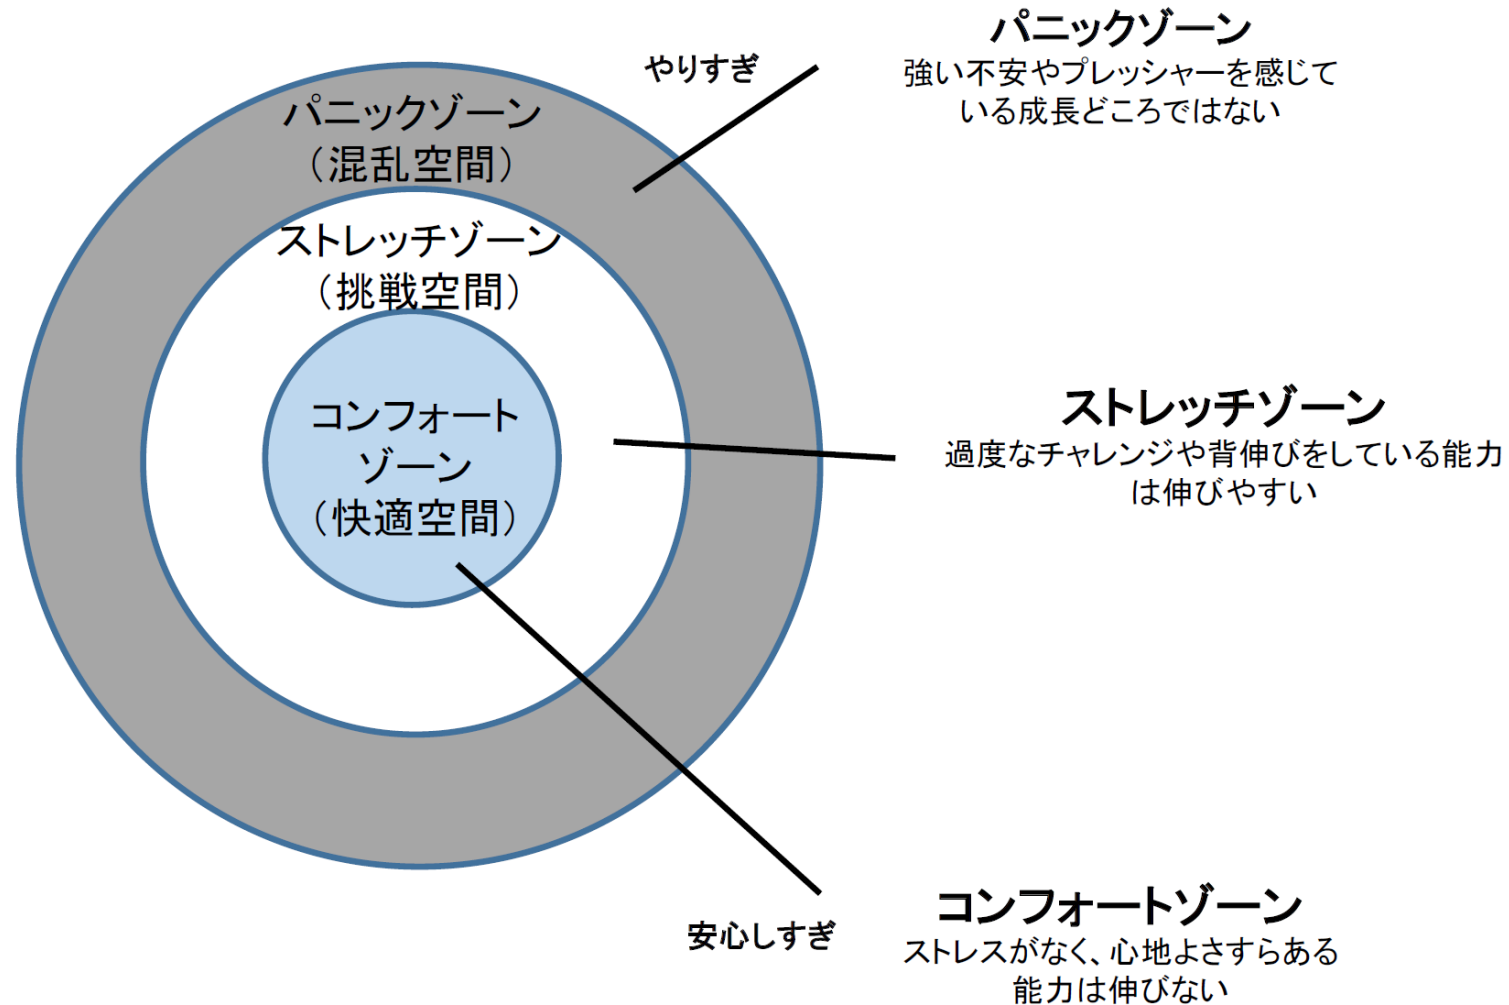 パニックゾーン
(混乱空間)
ストレッチゾーン
(挑戦空間)
コンフォート
ゾーン
(快適空間)
やりすぎ
パニックゾーン
強い不安やプレッシャーを感じて
いる成長どころではない
ストレッチゾーン
過度なチャレンジや背伸びをしている能力
は伸びやすい
安心しすぎ
コンフォートゾーン
ストレスがなく、心地よさすらある
能力は伸びない